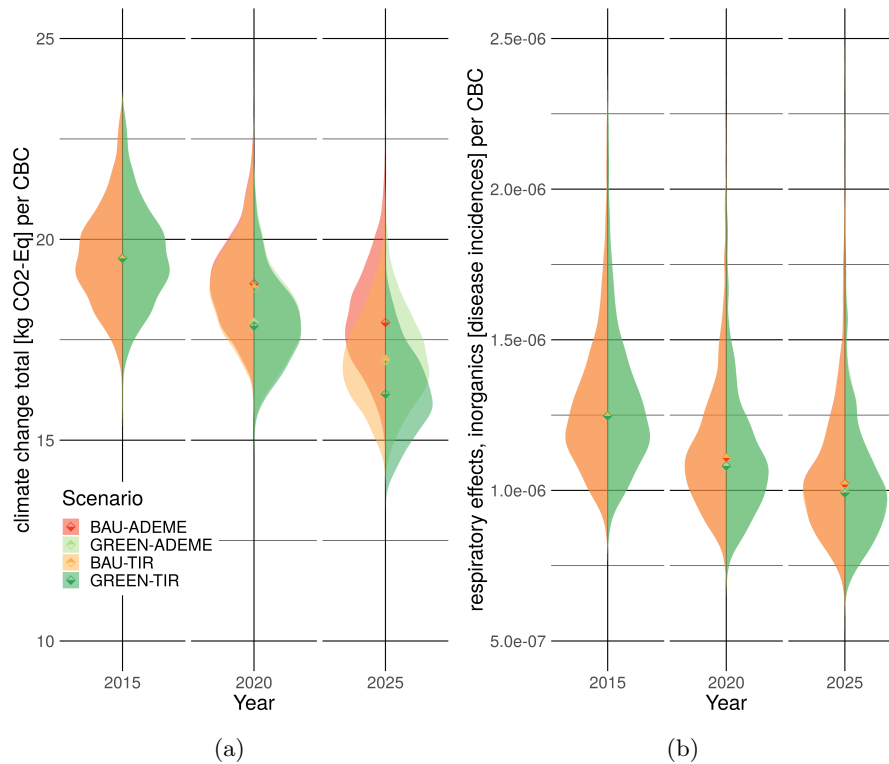 climate change total [kg CO2-Eq] per CBC
25
20
15
10
Scenario
BAU-ADEME
GREEN-ADEME
BAU-TIR
GREEN-TIR
2015
2020
2025
Year
(a)
respiratory effects, inorganics [disease incidences] per CBC
2.5e-06
2.0e-06
1.5e-06
1.0e-06
5.0e-07
2015
2020
2025
Year
(b)